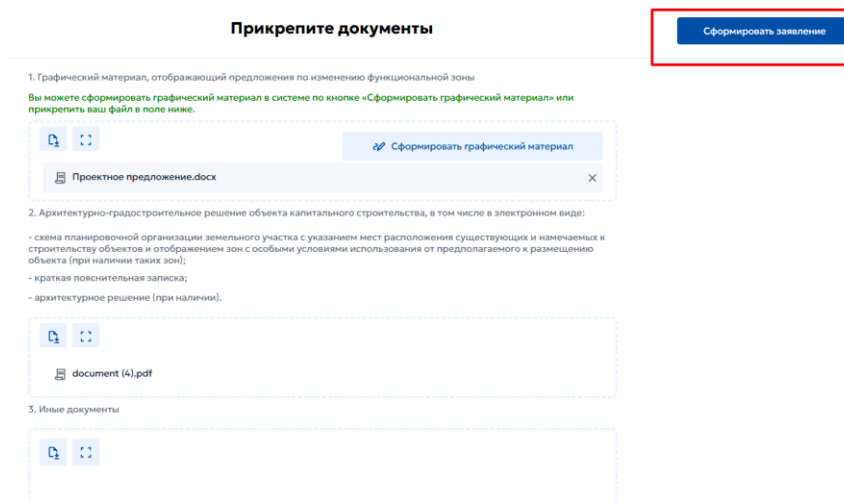 Прикрепите документы
Сформировать заявление
1. Графический материал, отображающий предложения по изменению функциональной зоны
Вы можете сформировать графический материал в системе по кнопке «Сформировать графический материал» или
прикрепить ваш файл в поле ниже.
Сформировать графический материал
Проектное предложение.docx
2. Архитектурно-градостроительное решение объекта капитального строительства, в том числе в электронном виде:
- схема планировочной организации земельного участка с указанием мест расположения существующих и намечаемых к
строительству объектов и отображением зон с особыми условиями использования от предполагаемого к размещению
объекта (при наличии таких зон);
- краткая пояснительная записка;
- архитектурное решение (при наличии).
document (4).pdf
3. Иные документы